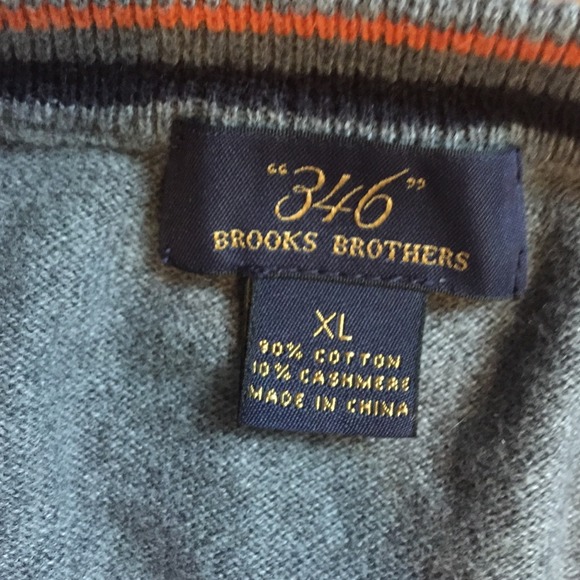 “346”
BROOKS BROTHERS
XL
90% COTTON
10% CASHMERE
MADE IN CHINA